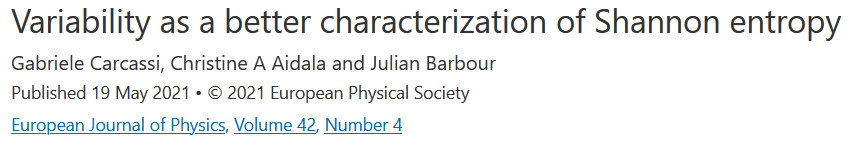 Variability as a better characterization of Shannon entropy
Gabriele Carcassi, Christine A Aidala and Julian Barbour
Published 19 May 2021 • © 2021 European Physical Society
European Journal of Physics, Volume 42, Number 4